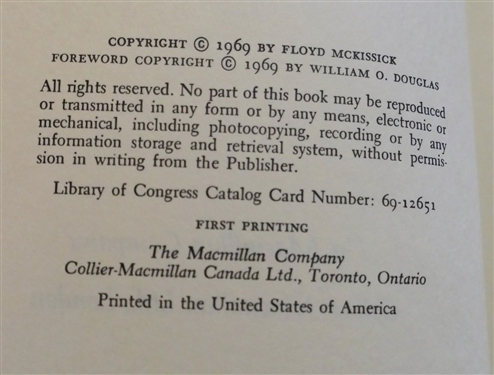 COPYRIGHT © 1969 BY FLOYD MCKISSICK
FOREWORD COPYRIGHT © 1969 BY WILLIAM O. DOUGLAS
All rights reserved. No part of this book may be reproduced
or transmitted in any form or by any means, electronic or
mechanical, including photocopying, recording or by any
information storage and retrieval system, without permis-
sion in writing from the Publisher.
Library of Congress Catalog Card Number: 69-12651
FIRST PRINTING
The Macmillan Company
Collier-Macmillan Canada Ltd., Toronto, Ontario
Printed in the United States of America